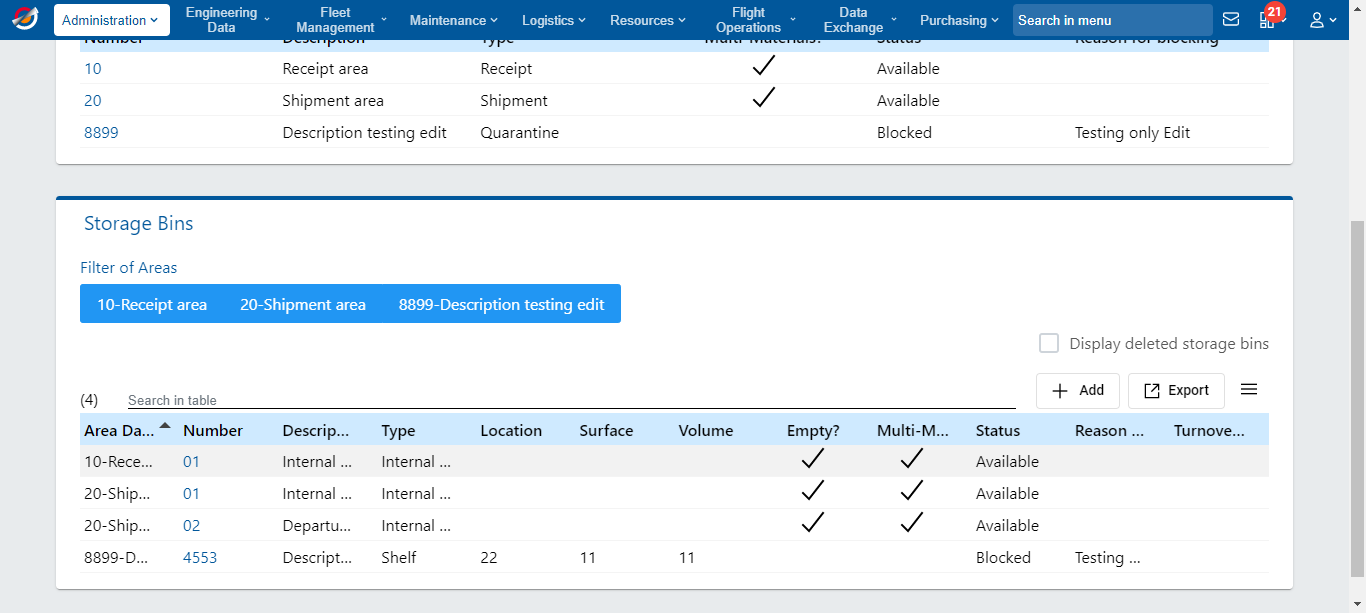 Administration
Engineering Data
Fleet Management
Maintenance
Logistics
Resources
Flight Operations
Data Exchange
Purchasing
Search in menu
21
Number Description Type Multi-Materials? Status Reason for blocking
10 Receipt area Receipt Available
20 Shipment area Shipment Available
8899 Description testing edit Quarantine Blocked Testing only Edit
Storage Bins
Filter of Areas
10-Receipt area 20-Shipment area 8899-Description testing edit
Display deleted storage bins
(4) Search in table Add Export
Area Da... Number Descrip... Type Location Surface Volume Empty? Multi-M... Status Reason ... Turnove...
10-Rece... 01 Internal ... Internal ... Available
20-Ship... 01 Internal ... Internal ... Available
20-Ship... 02 Departu... Internal ... Available
8899-D... 4553 Descript... Shelf 22 11 11 Blocked Testing ...